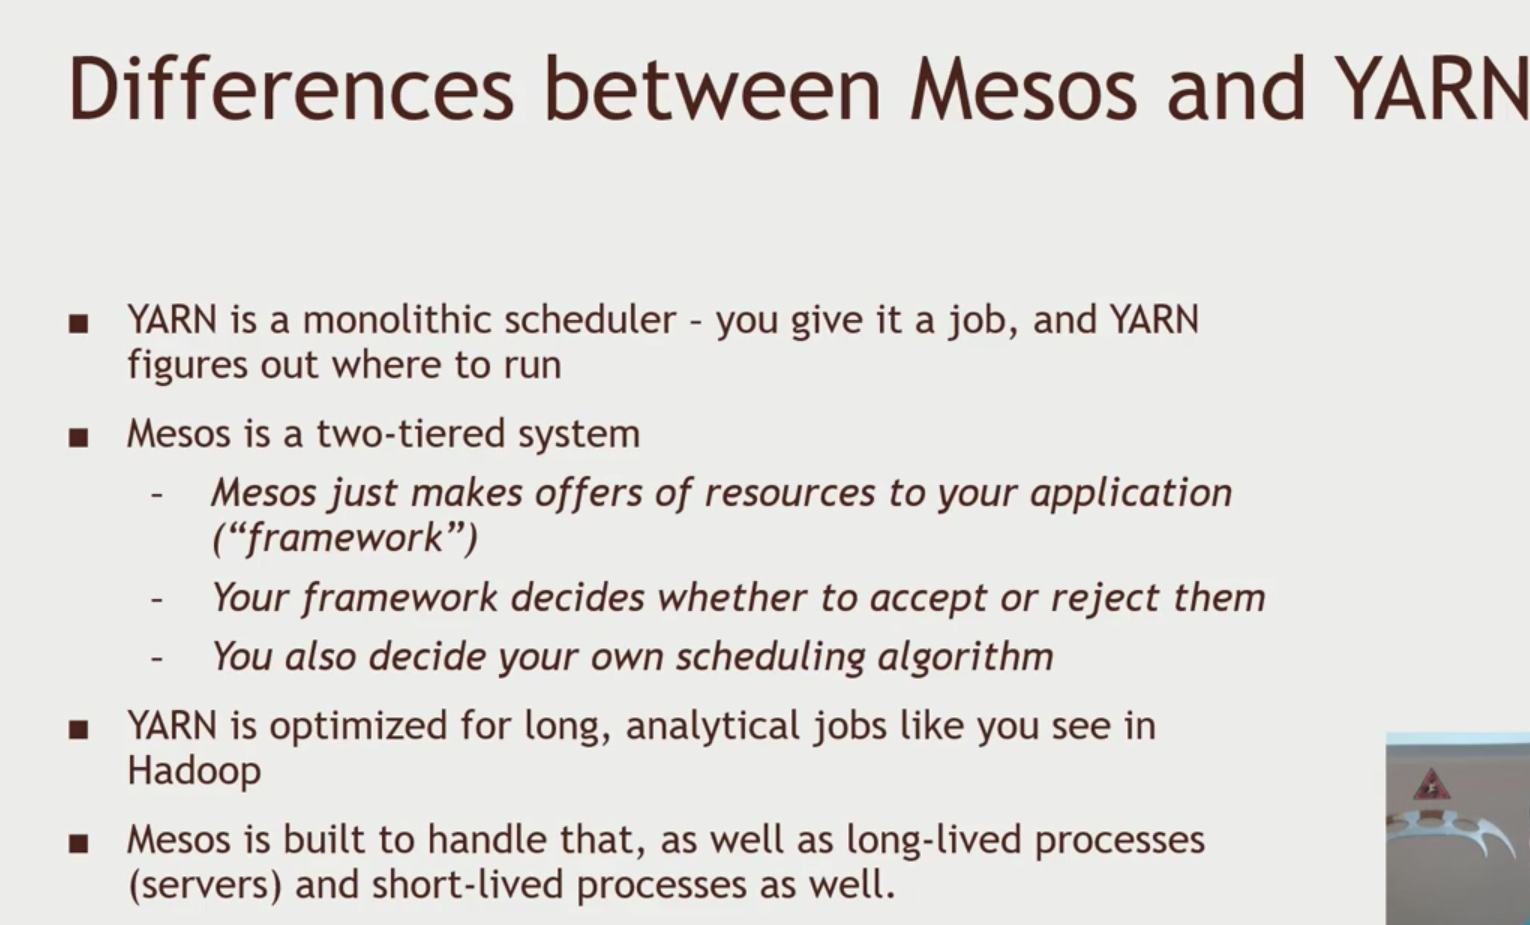 Differences between Mesos and YARN
■ YARN is a monolithic scheduler – you give it a job, and YARN
figures out where to run
■ Mesos is a two-tiered system
– Mesos just makes offers of resources to your application
(“framework”)
– Your framework decides whether to accept or reject them
– You also decide your own scheduling algorithm
■ YARN is optimized for long, analytical jobs like you see in
Hadoop
■ Mesos is built to handle that, as well as long-lived processes
(servers) and short-lived processes as well.